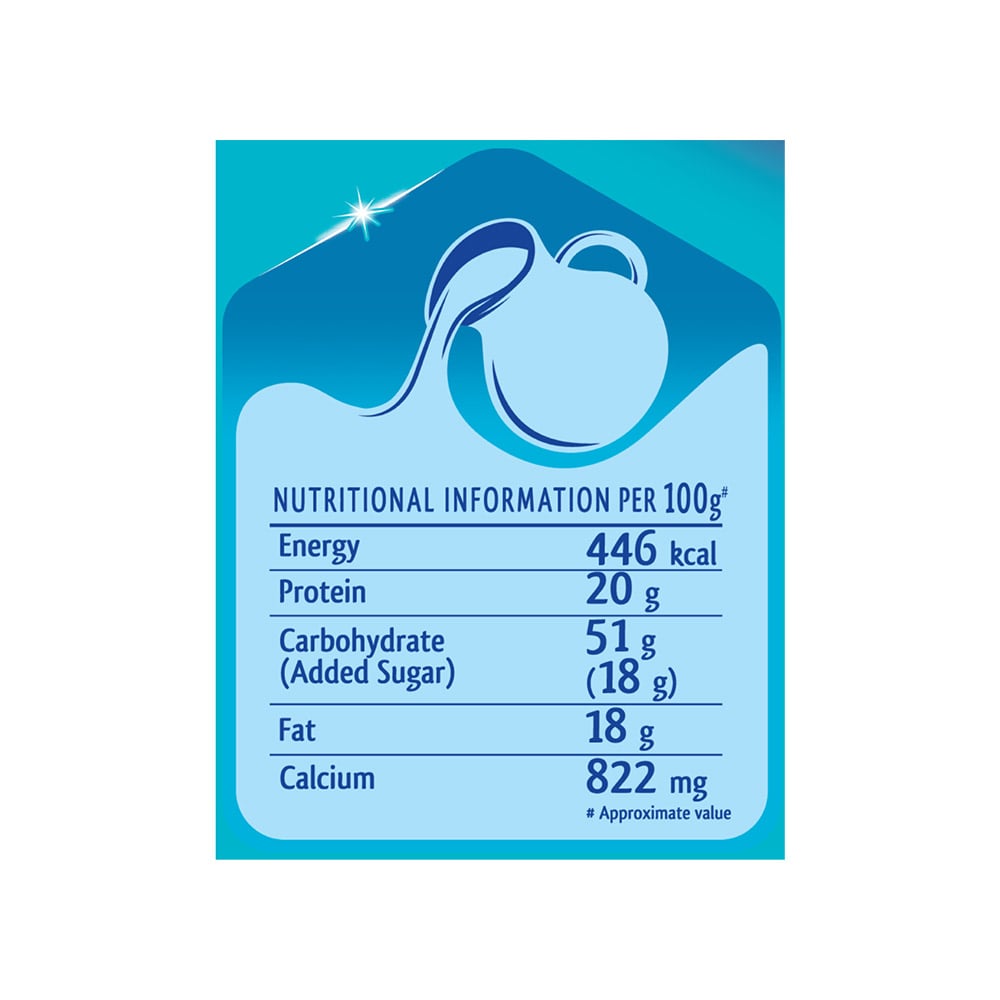 NUTRITIONAL INFORMATION PER 100g#
Energy 446 kcal
Protein 20 g
Carbohydrate 51 g
(Added Sugar) (18 g)
Fat 18 g
Calcium 822 mg
# Approximate value